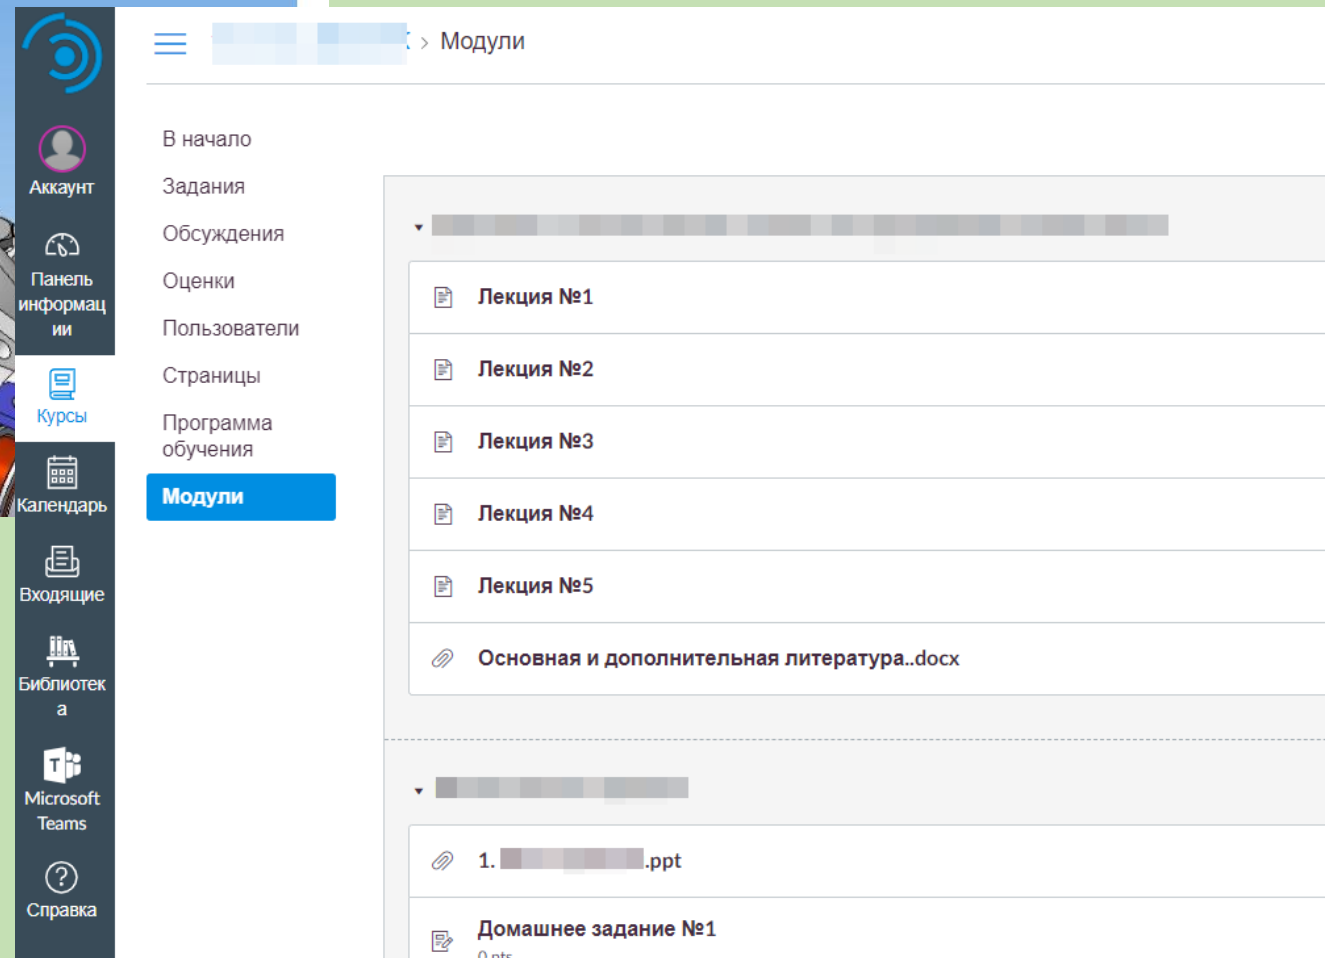 > Модули
Аккаунт
Панель
информац
ии
Курсы
Календарь
Входящие
Библиотек
а
Microsoft
Teams
Справка
В начало
Задания
Обсуждения
Оценки
Пользователи
Страницы
Программа
обучения
Модули
Лекция №1
Лекция №2
Лекция №3
Лекция №4
Лекция №5
Основная и дополнительная литература..docx
1. .ppt
Домашнее задание №1
0 pts